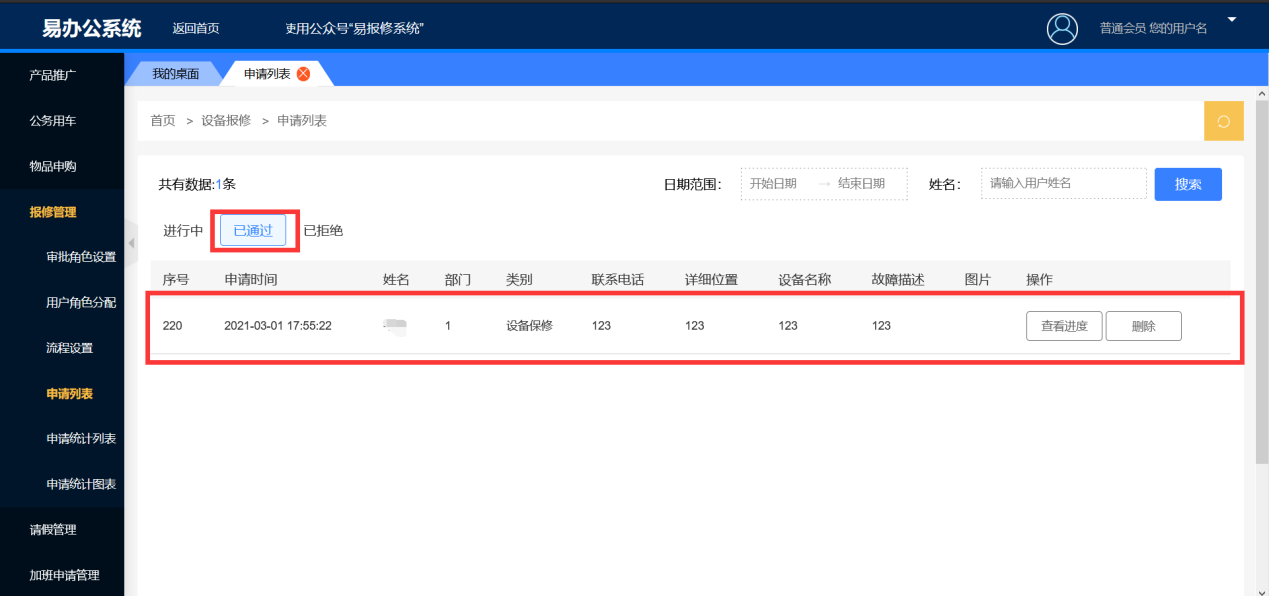 易办公系统
返回首页
吏用公众号“易报修系统”
普通会员 您的用户名
产品推广
公务用车
物品申购
报修管理
审批角色设置
用户角色分配
流程设置
申请列表
申请统计列表
申请统计图表
请假管理
加班申请管理
我的桌面
申请列表
首页 > 设备报修 > 申请列表
共有数据:1条
日期范围: 开始日期 → 结束日期 姓名: 请输入用户姓名 搜索
进行中 已通过 已拒绝
序号 申请时间 姓名 部门 类别 联系电话 详细位置 设备名称 故障描述 图片 操作
220 2021-03-01 17:55:22 1 设备保修 123 123 123 123 查看进度 删除